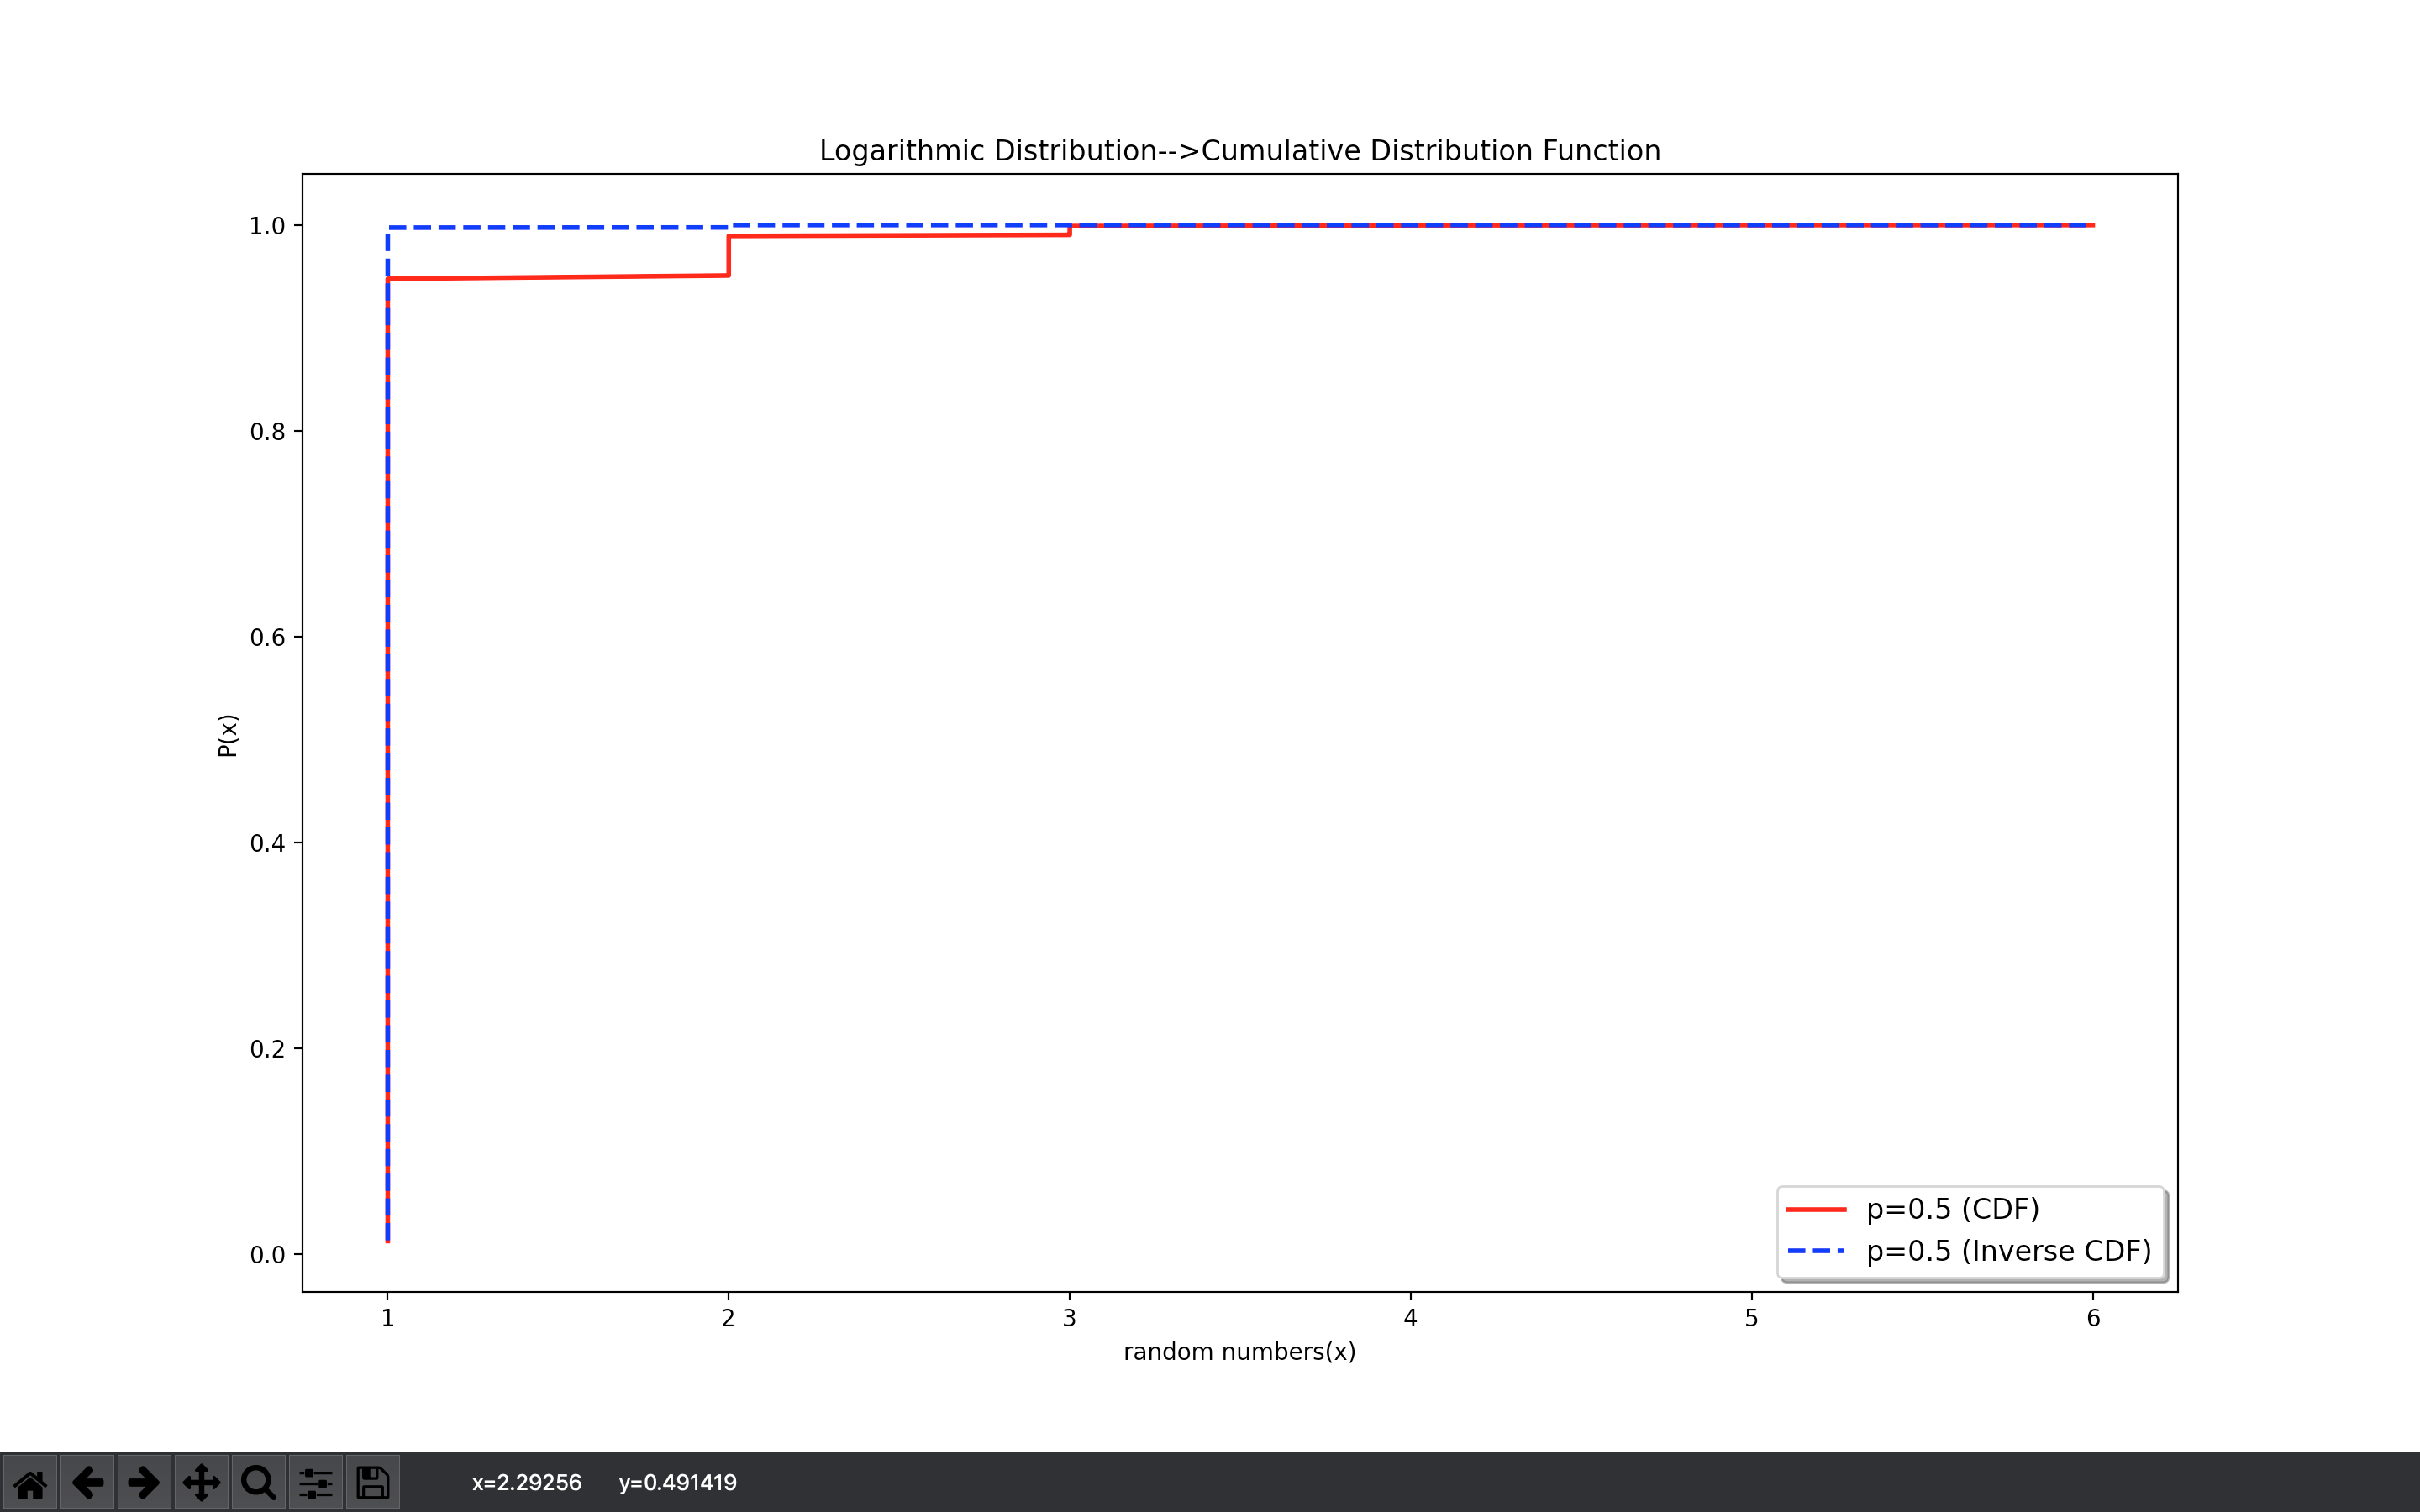 Logarithmic Distribution-->Cumulative Distribution Function
1.0
0.8
0.6
0.4
0.2
0.0
P(x)
1 2 3 4 5 6
random numbers(x)
p=0.5 (CDF)
p=0.5 (Inverse CDF)
x=2.29256 y=0.491419